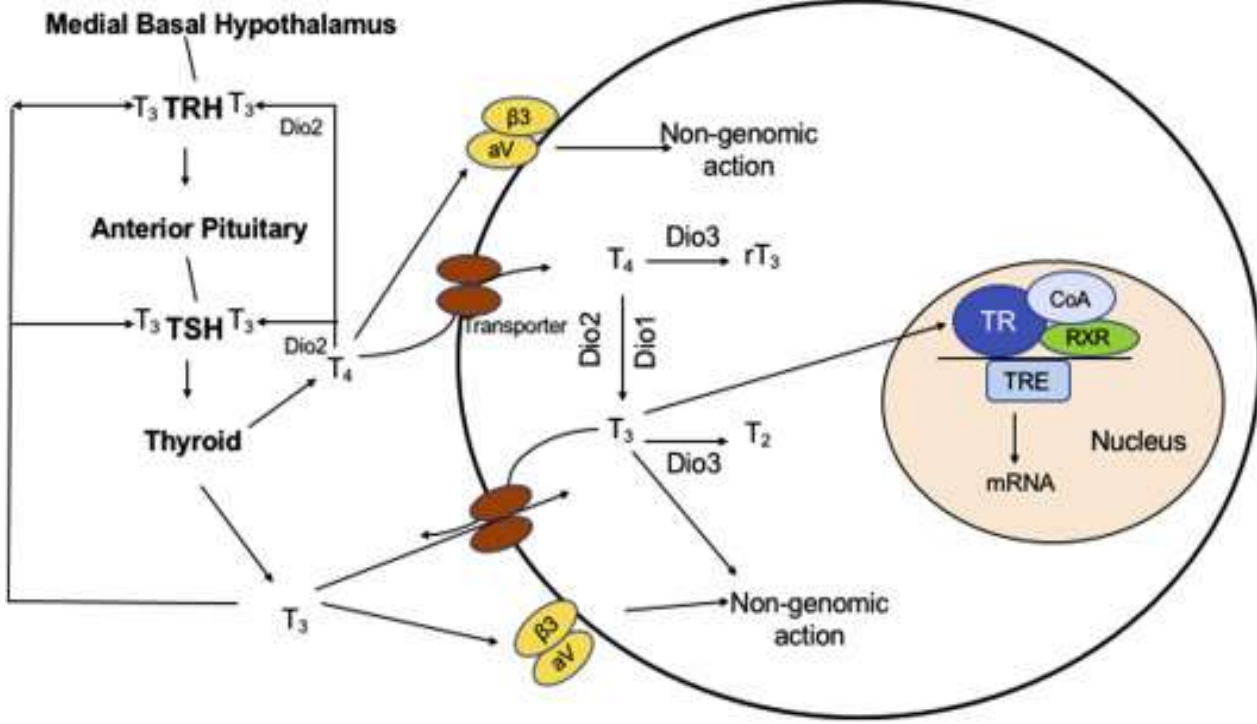 Medial Basal Hypothalamus
T₃ TRH T₃
Dio2
Anterior Pituitary
T₃ TSH T₃
Dio2
T₄
Thyroid
T₃
β3
aV
Non-genomic
action
Transporter
T₄
Dio3
rT₃
Dio2
Dio1
T₃
Dio3
T₂
TR
CoA
RXR
TRE
Nucleus
mRNA
β3
aV
Non-genomic
action